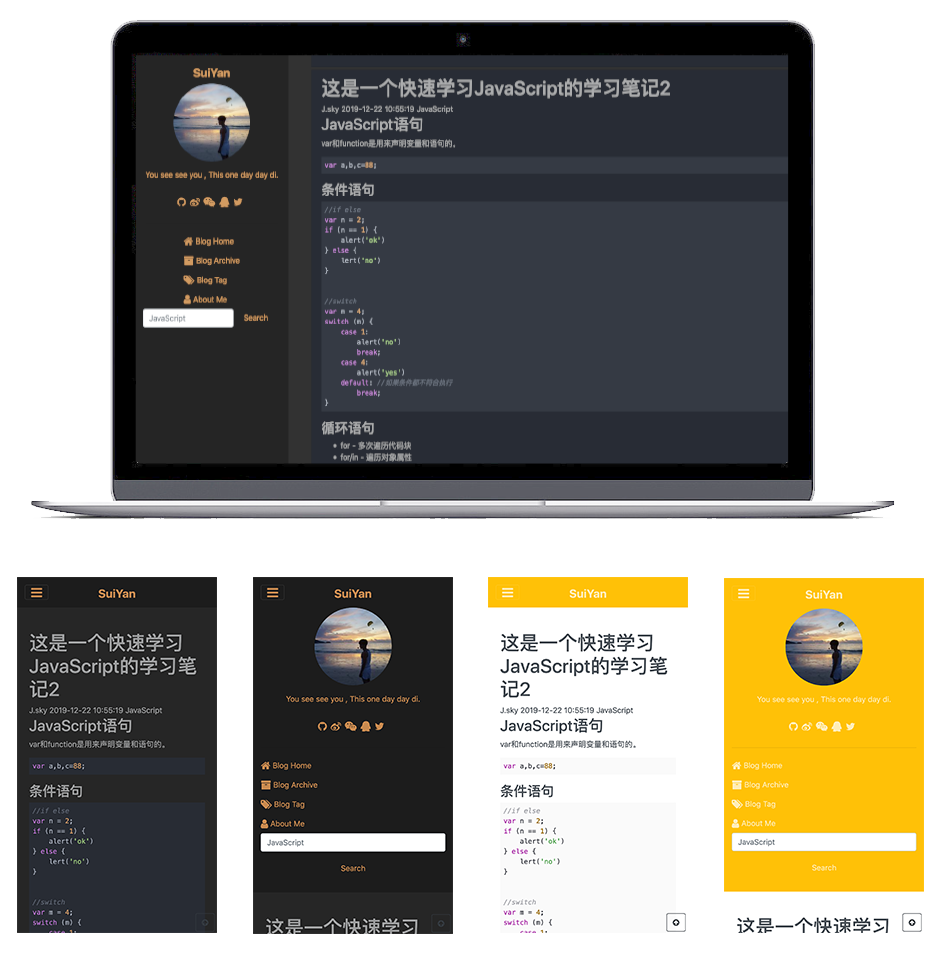 SuiYan
You see see you , This one day day di.
Blog Home
Blog Archive
Blog Tag
About Me
JavaScript
Search
这是一个快速学习JavaScript的学习笔记2
J.sky 2019-12-22 10:55:19 JavaScript
JavaScript语句
var和function是用来声明变量和语句的。
var a,b,c=88;
条件语句
//if else
var n = 2;
if (n == 1) {
alert('ok')
} else {
lert('no')
}
//switch
var m = 4;
switch (m) {
case 1:
alert('no')
break;
case 4:
alert('yes')
default: //如果条件都不符合执行
break;
}
循环语句
• for - 多次遍历代码块
• for/in - 遍历对象属性
SuiYan
这是一个快速学习
JavaScript的学习笔
记2
J.sky 2019-12-22 10:55:19 JavaScript
JavaScript语句
var和function是用来声明变量和语句的。
var a,b,c=88;
条件语句
//if else
var n = 2;
if (n == 1) {
alert('ok')
} else {
lert('no')
}
//switch
var m = 4;
switch (m) {
case 1:
SuiYan
You see see you , This one day day di.
Blog Home
Blog Archive
Blog Tag
About Me
JavaScript
Search
这是一个快速学习
SuiYan
这是一个快速学习
JavaScript的学习笔
记2
J.sky 2019-12-22 10:55:19 JavaScript
JavaScript语句
var和function是用来声明变量和语句的。
var a,b,c=88;
条件语句
//if else
var n = 2;
if (n == 1) {
alert('ok')
} else {
lert('no')
}
//switch
var m = 4;
switch (m) {
case 1:
SuiYan
You see see you , This one day day di.
Blog Home
Blog Archive
Blog Tag
About Me
JavaScript
Search
这是一个快速学习